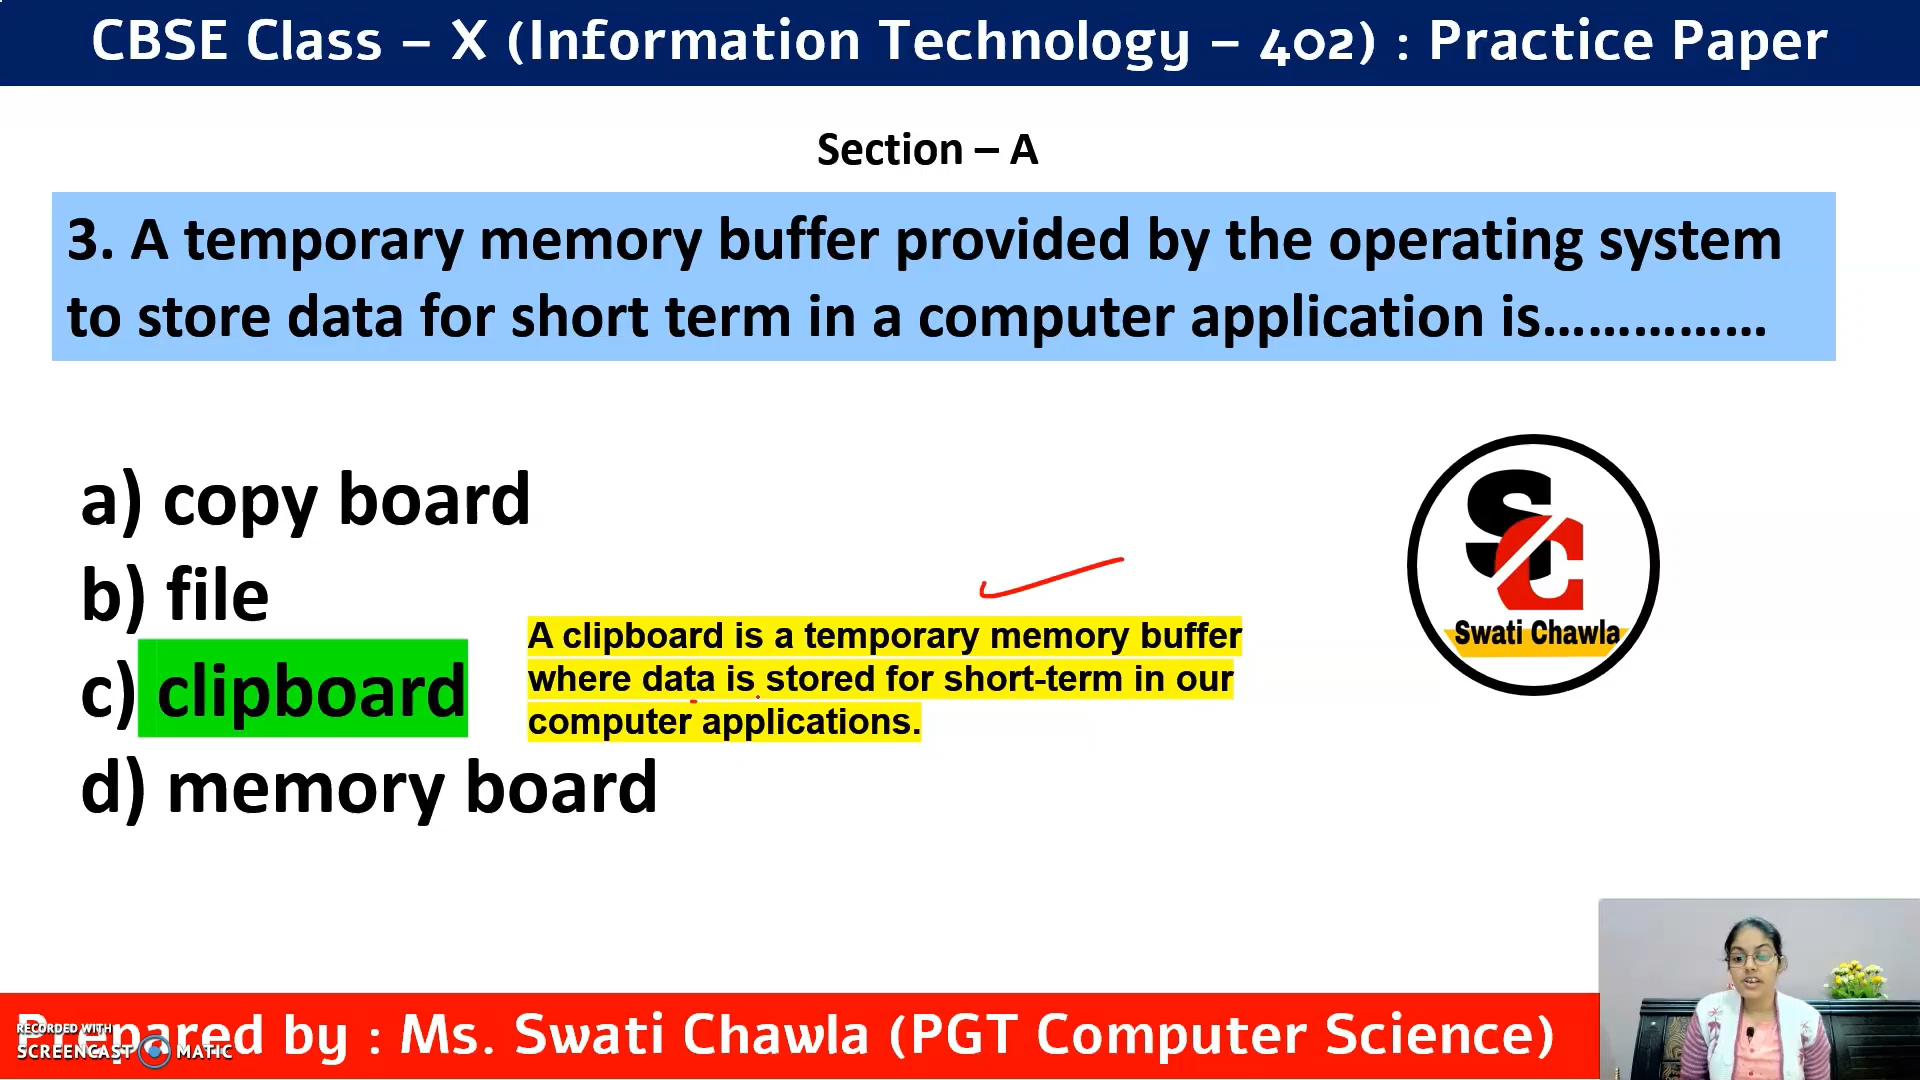 CBSE Class – X (Information Technology – 402) : Practice Paper
Section – A
3. A temporary memory buffer provided by the operating system
to store data for short term in a computer application is...............
a) copy board
b) file
c) clipboard
d) memory board
A clipboard is a temporary memory buffer
where data is stored for short-term in our
computer applications.
SC
Swati Chawla
Prepared by : Ms. Swati Chawla (PGT Computer Science)
RECORDED WITH
SCREENCAST MATIC